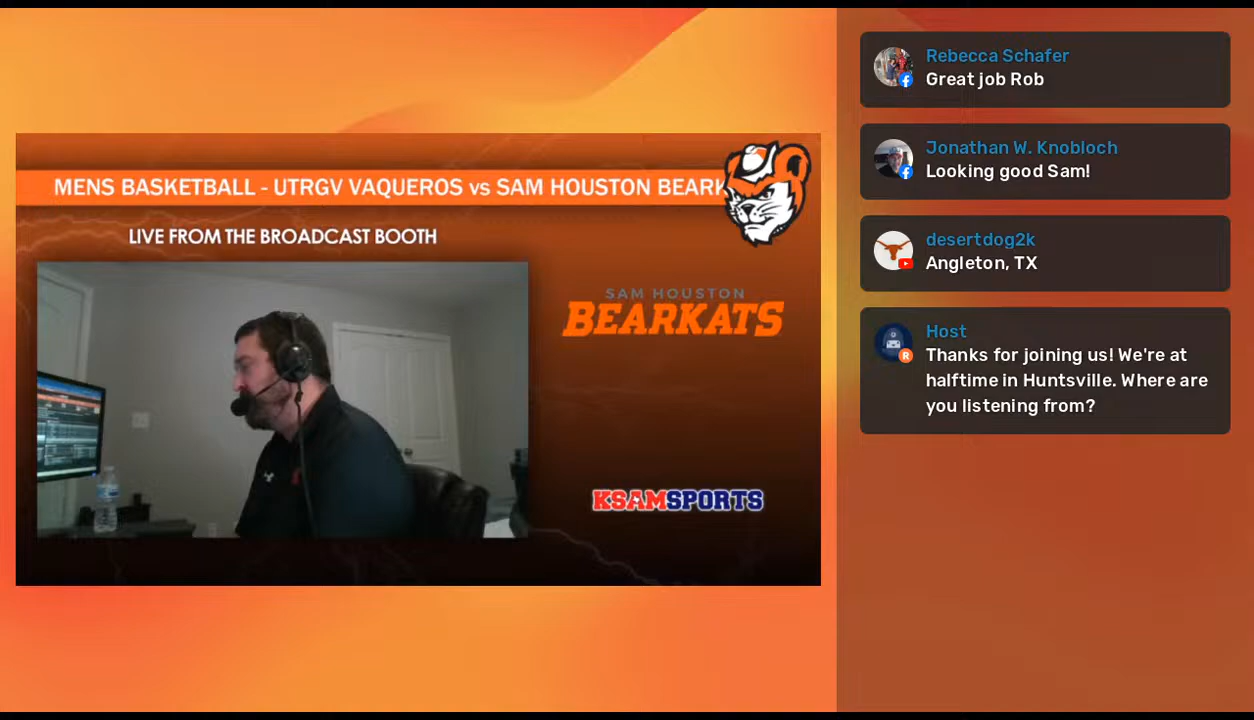 MENS BASKETBALL - UTRGV VAQUEROS vs SAM HOUSTON BEARK
LIVE FROM THE BROADCAST BOOTH
SAM HOUSTON
BEARKATS
KSAMSPORTS
Rebecca Schafer
Great job Rob
Jonathan W. Knobloch
Looking good Sam!
desertdog2k
Angleton, TX
Host
Thanks for joining us! We're at
halftime in Huntsville. Where are
you listening from?